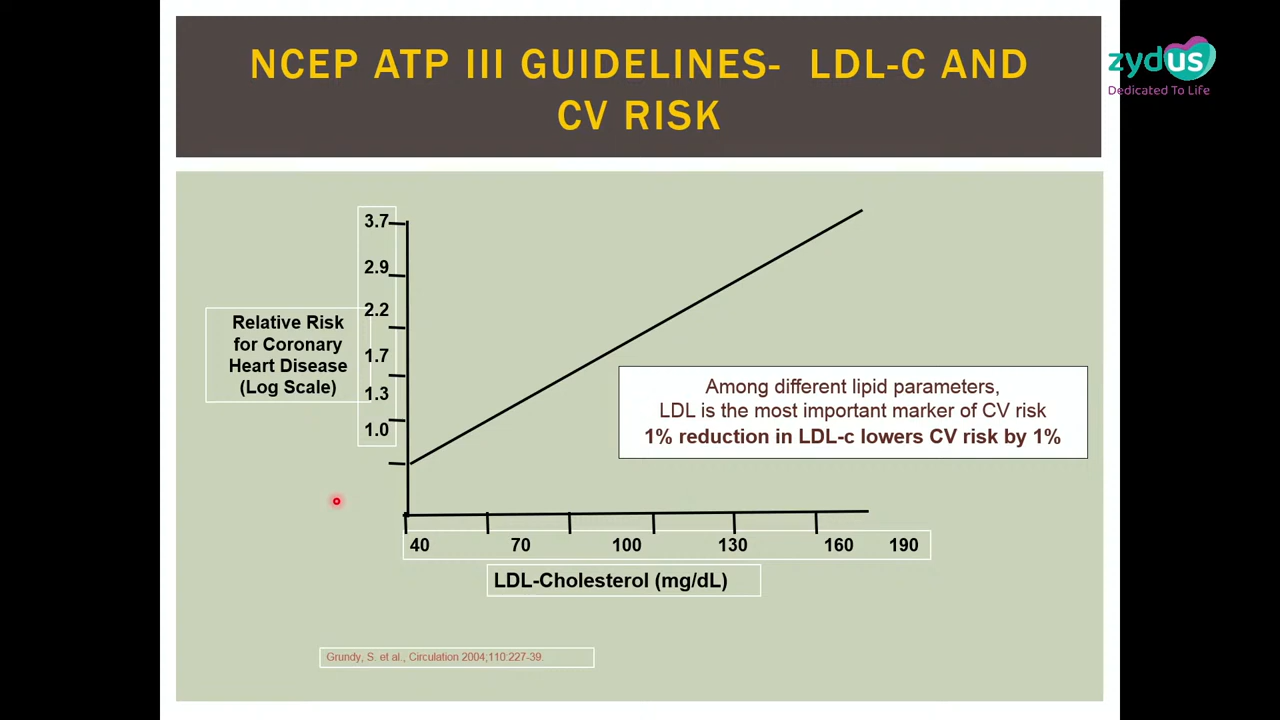 NCEP ATP III GUIDELINES- LDL-C AND
CV RISK
zydus
Dedicated To Life
3.7
2.9
2.2
1.7
1.3
1.0
Relative Risk
for Coronary
Heart Disease
(Log Scale)
Among different lipid parameters,
LDL is the most important marker of CV risk
1% reduction in LDL-c lowers CV risk by 1%
40 70 100 130 160 190
LDL-Cholesterol (mg/dL)
Grundy, S. et al., Circulation 2004;110:227-39.